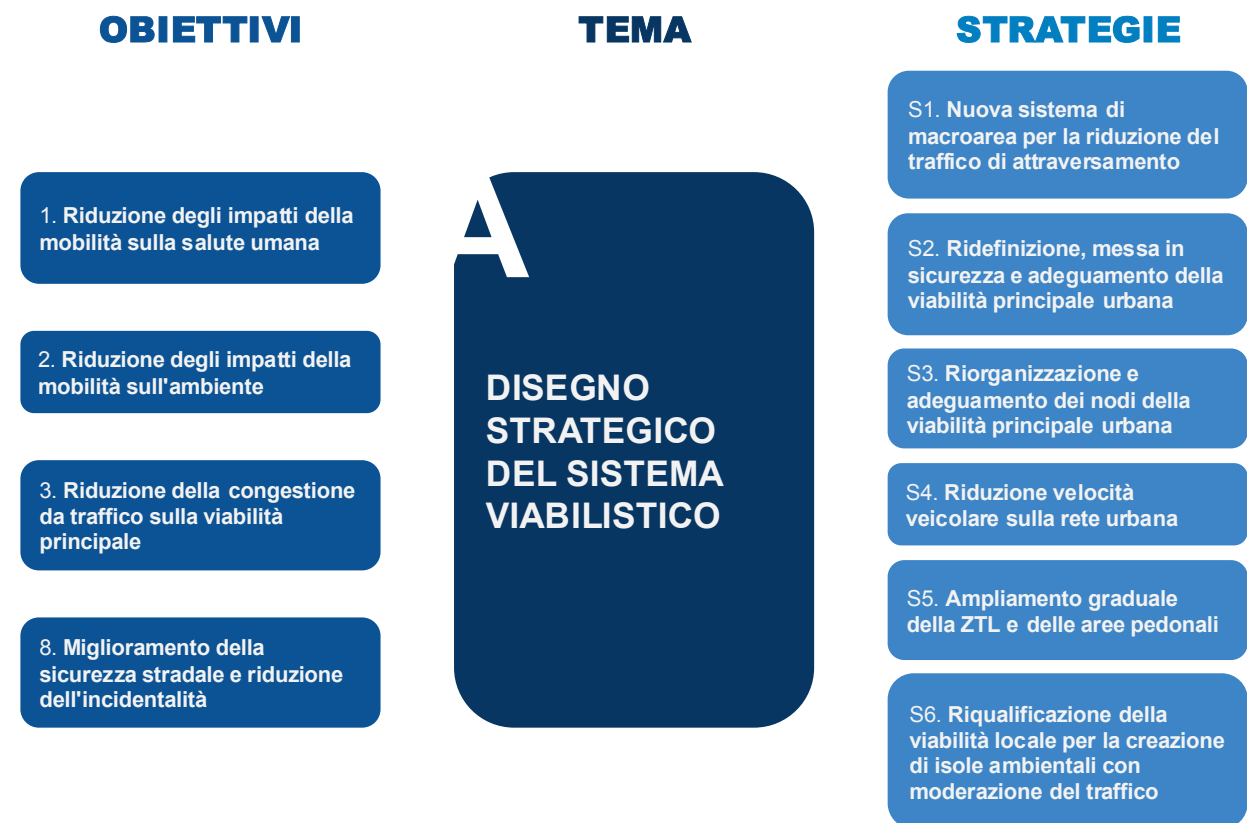 OBIETTIVI
1. Riduzione degli impatti della
mobilità sulla salute umana
2. Riduzione degli impatti della
mobilità sull'ambiente
3. Riduzione della congestione
da traffico sulla viabilità
principale
8. Miglioramento della
sicurezza stradale e riduzione
dell'incidentalità
TEMA
A
DISEGNO
STRATEGICO
DEL SISTEMA
VIABILISTICO
STRATEGIE
S1. Nuova sistema di
macroarea per la riduzione del
traffico di attraversamento
S2. Ridefinizione, messa in
sicurezza e adeguamento della
viabilità principale urbana
S3. Riorganizzazione e
adeguamento dei nodi della
viabilità principale urbana
S4. Riduzione velocità
veicolare sulla rete urbana
S5. Ampliamento graduale
della ZTL e delle aree pedonali
S6. Riqualificazione della
viabilità locale per la creazione
di isole ambientali con
moderazione del traffico